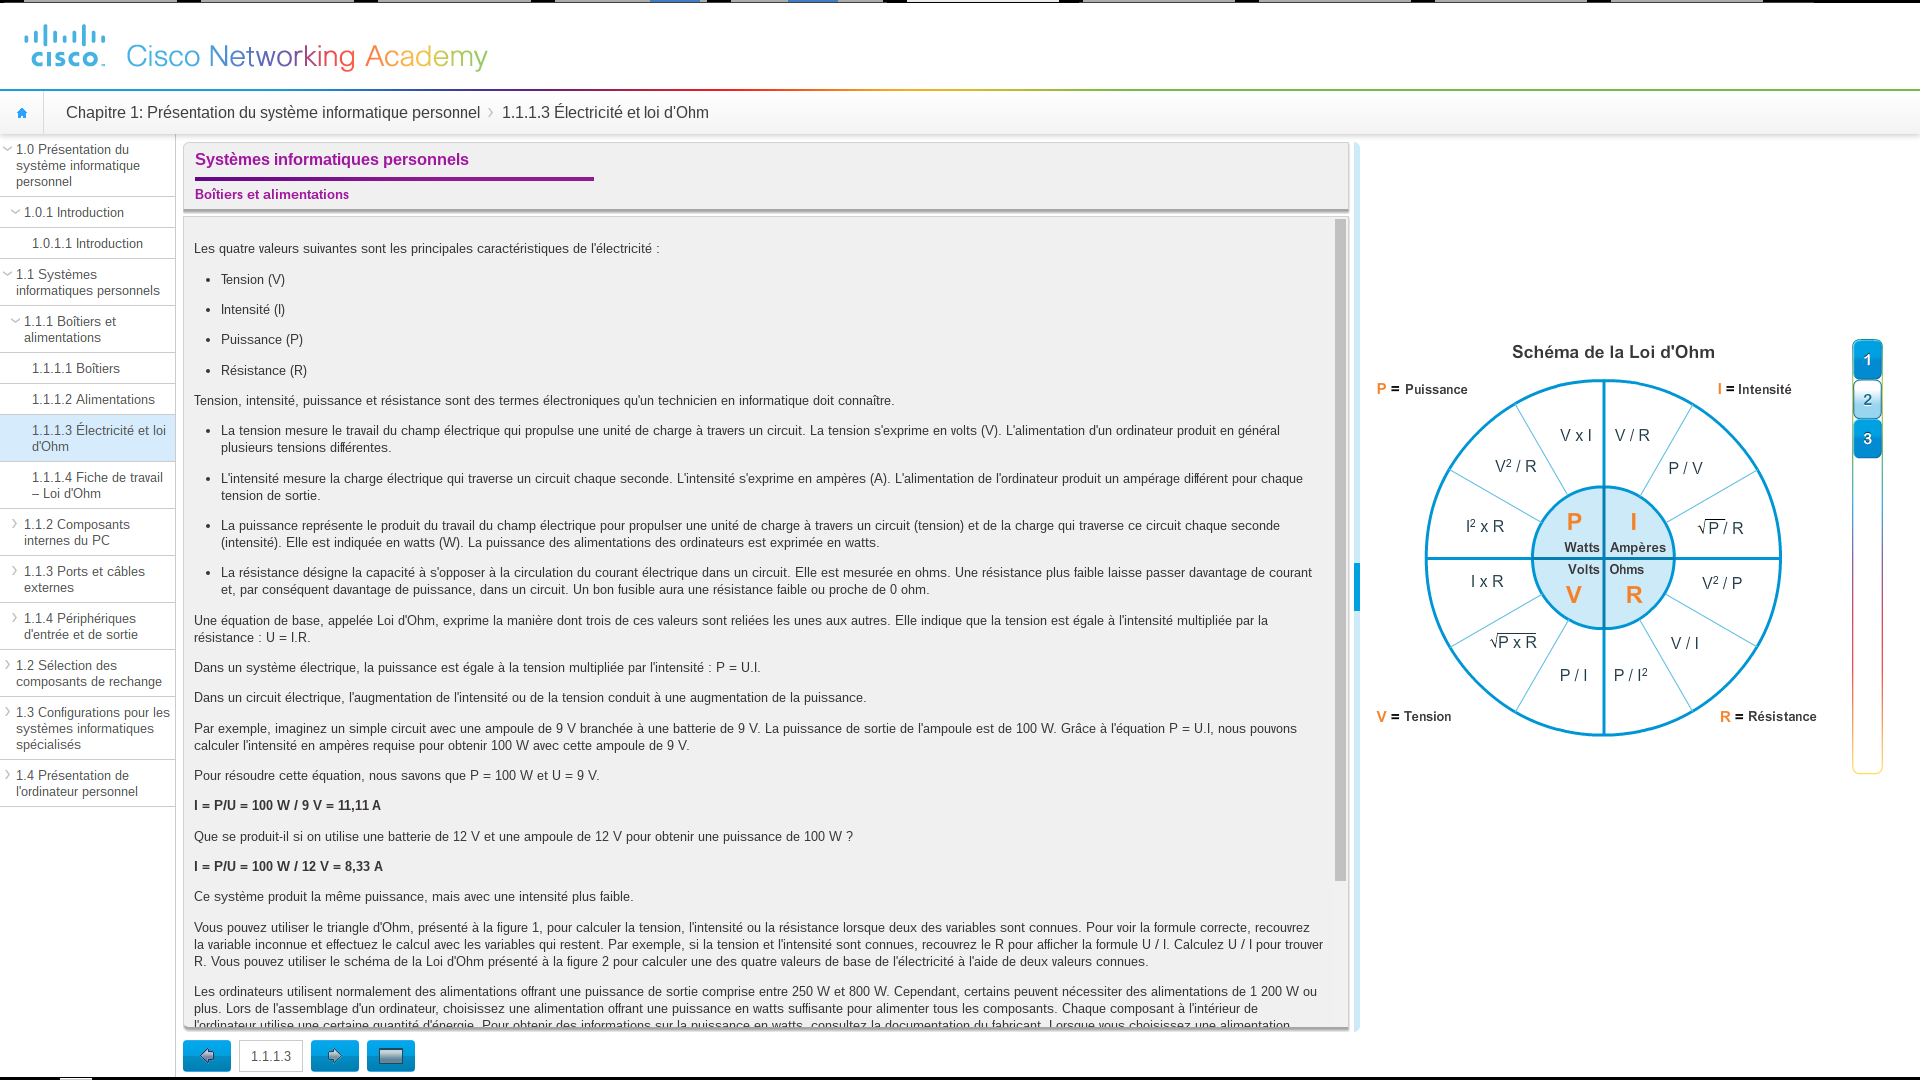 CISCO
Cisco Networking Academy
Chapitre 1: Présentation du système informatique personnel
1.1.1.3 Électricité et loi d'Ohm
1.0 Présentation du
système informatique
personnel
1.0.1 Introduction
1.0.1.1 Introduction
1.1 Systèmes
informatiques personnels
1.1.1 Boîtiers et
alimentations
1.1.1.1 Boîtiers
1.1.1.2 Alimentations
1.1.1.3 Électricité et loi
d'Ohm
1.1.1.4 Fiche de travail
– Loi d'Ohm
1.1.2 Composants
internes du PC
1.1.3 Ports et câbles
externes
1.1.4 Périphériques
d'entrée et de sortie
1.2 Sélection des
composants de rechange
1.3 Configurations pour les
systèmes informatiques
spécialisés
1.4 Présentation de
l'ordinateur personnel
Systèmes informatiques personnels
Boîtiers et alimentations
Les quatre valeurs suivantes sont les principales caractéristiques de l'électricité :
• Tension (V)
• Intensité (I)
• Puissance (P)
• Résistance (R)
Tension, intensité, puissance et résistance sont des termes électroniques qu'un technicien en informatique doit connaître.
• La tension mesure le travail du champ électrique qui propulse une unité de charge à travers un circuit. La tension s'exprime en volts (V). L'alimentation d'un ordinateur produit en général
plusieurs tensions différentes.
• L'intensité mesure la charge électrique qui traverse un circuit chaque seconde. L'intensité s'exprime en ampères (A). L'alimentation de l'ordinateur produit un ampérage différent pour chaque
tension de sortie.
• La puissance représente le produit du travail du champ électrique pour propulser une unité de charge à travers un circuit (tension) et de la charge qui traverse ce circuit chaque seconde
(intensité). Elle est indiquée en watts (W). La puissance des alimentations des ordinateurs est exprimée en watts.
• La résistance désigne la capacité à s'opposer à la circulation du courant électrique dans un circuit. Elle est mesurée en ohms. Une résistance plus faible laisse passer davantage de courant
et, par conséquent davantage de puissance, dans un circuit. Un bon fusible aura une résistance faible ou proche de 0 ohm.
Une équation de base, appelée Loi d'Ohm, exprime la manière dont trois de ces valeurs sont reliées les unes aux autres. Elle indique que la tension est égale à l'intensité multipliée par la
résistance : U = I.R.
Dans un système électrique, la puissance est égale à la tension multipliée par l'intensité : P = U.I.
Dans un circuit électrique, l'augmentation de l'intensité ou de la tension conduit à une augmentation de la puissance.
Par exemple, imaginez un simple circuit avec une ampoule de 9 V branchée à une batterie de 9 V. La puissance de sortie de l'ampoule est de 100 W. Grâce à l'équation P = U.I, nous pouvons
calculer l'intensité en ampères requise pour obtenir 100 W avec cette ampoule de 9 V.
Pour résoudre cette équation, nous savons que P = 100 W et U = 9 V.
I = P/U = 100 W / 9 V = 11,11 A
Que se produit-il si on utilise une batterie de 12 V et une ampoule de 12 V pour obtenir une puissance de 100 W ?
I = P/U = 100 W / 12 V = 8,33 A
Ce système produit la même puissance, mais avec une intensité plus faible.
Vous pouvez utiliser le triangle d'Ohm, présenté à la figure 1, pour calculer la tension, l'intensité ou la résistance lorsque deux des variables sont connues. Pour voir la formule correcte, recouvrez
la variable inconnue et effectuez le calcul avec les variables qui restent. Par exemple, si la tension et l'intensité sont connues, recouvrez le R pour afficher la formule U / I. Calculez U / I pour trouver
R. Vous pouvez utiliser le schéma de la Loi d'Ohm présenté à la figure 2 pour calculer une des quatre valeurs de base de l'électricité à l'aide de deux valeurs connues.
Les ordinateurs utilisent normalement des alimentations offrant une puissance de sortie comprise entre 250 W et 800 W. Cependant, certains peuvent nécessiter des alimentations de 1 200 W ou
plus. Lors de l'assemblage d'un ordinateur, choisissez une alimentation offrant une puissance en watts suffisante pour alimenter tous les composants. Chaque composant à l'intérieur de
l'ordinateur utilise une certaine quantité d'énergie. Pour obtenir des informations sur la puissance en watts, consultez la documentation du fabricant. Lorsque vous choisissez une alimentation
1.1.1.3
Schéma de la Loi d'Ohm
P = Puissance
I = Intensité
V x I
V / R
V² / R
P / V
I² x R
√P / R
P
I
Watts
Ampères
Volts
Ohms
V
R
I x R
V² / P
√P x R
V / I
P / I
P / I²
V = Tension
R = Résistance
1
2
3